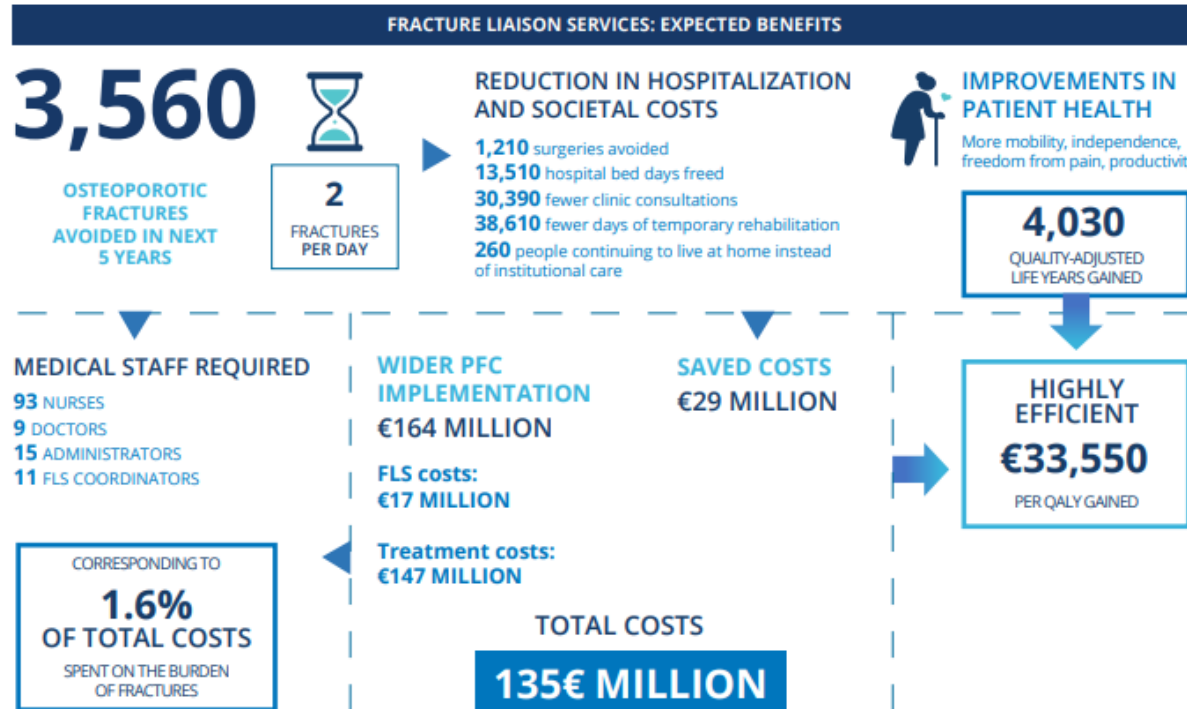 FRACTURE LIAISON SERVICES: EXPECTED BENEFITS
3,560
OSTEOPOROTIC
FRACTURES
AVOIDED IN NEXT
5 YEARS
2
FRACTURES
PER DAY
REDUCTION IN HOSPITALIZATION
AND SOCIETAL COSTS
1,210 surgeries avoided
13,510 hospital bed days freed
30,390 fewer clinic consultations
38,610 fewer days of temporary rehabilitation
260 people continuing to live at home instead
of institutional care
IMPROVEMENTS IN
PATIENT HEALTH
More mobility, independence,
freedom from pain, productivit
4,030
QUALITY-ADJUSTED
LIFE YEARS GAINED
MEDICAL STAFF REQUIRED
93 NURSES
9 DOCTORS
15 ADMINISTRATORS
11 FLS COORDINATORS
CORRESPONDING TO
1.6%
OF TOTAL COSTS
SPENT ON THE BURDEN
OF FRACTURES
WIDER PFC
IMPLEMENTATION
€164 MILLION
FLS costs:
€17 MILLION
Treatment costs:
€147 MILLION
SAVED COSTS
€29 MILLION
TOTAL COSTS
135€ MILLION
HIGHLY
EFFICIENT
€33,550
PER QALY GAINED